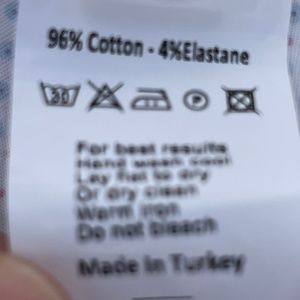 96% Cotton - 4%Elastane
30 P
For best results
Hand wash cool
Lay flat to dry
Or dry clean
Warm iron
Do not bleach
Made In Turkey